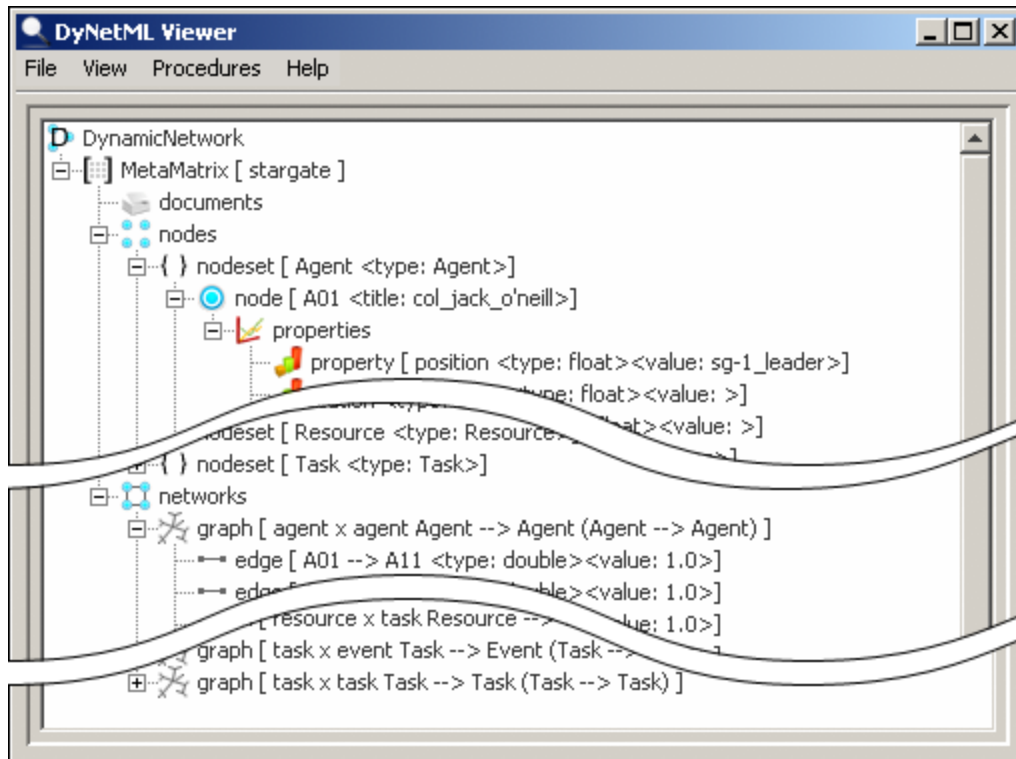 DyNetML Viewer
File View Procedures Help
DynamicNetwork
MetaMatrix [ stargate ]
documents
nodes
{ } nodeset [ Agent <type: Agent>]
node [ A01 <title: col_jack_o'neill>]
properties
property [ position <type: float><value: sg-1_leader>]
float><value: >]
nodeset [ Resource <type: Resource> ><value: >]
{ } nodeset [ Task <type: Task>]
networks
graph [ agent x agent Agent --> Agent (Agent --> Agent) ]
edge [ A01 --> A11 <type: double><value: 1.0>]
edge ><value: 1.0>]
[ resource x task Resource --> 1.0>]
graph [ task x event Task --> Event (Task --> ]
graph [ task x task Task --> Task (Task --> Task) ]